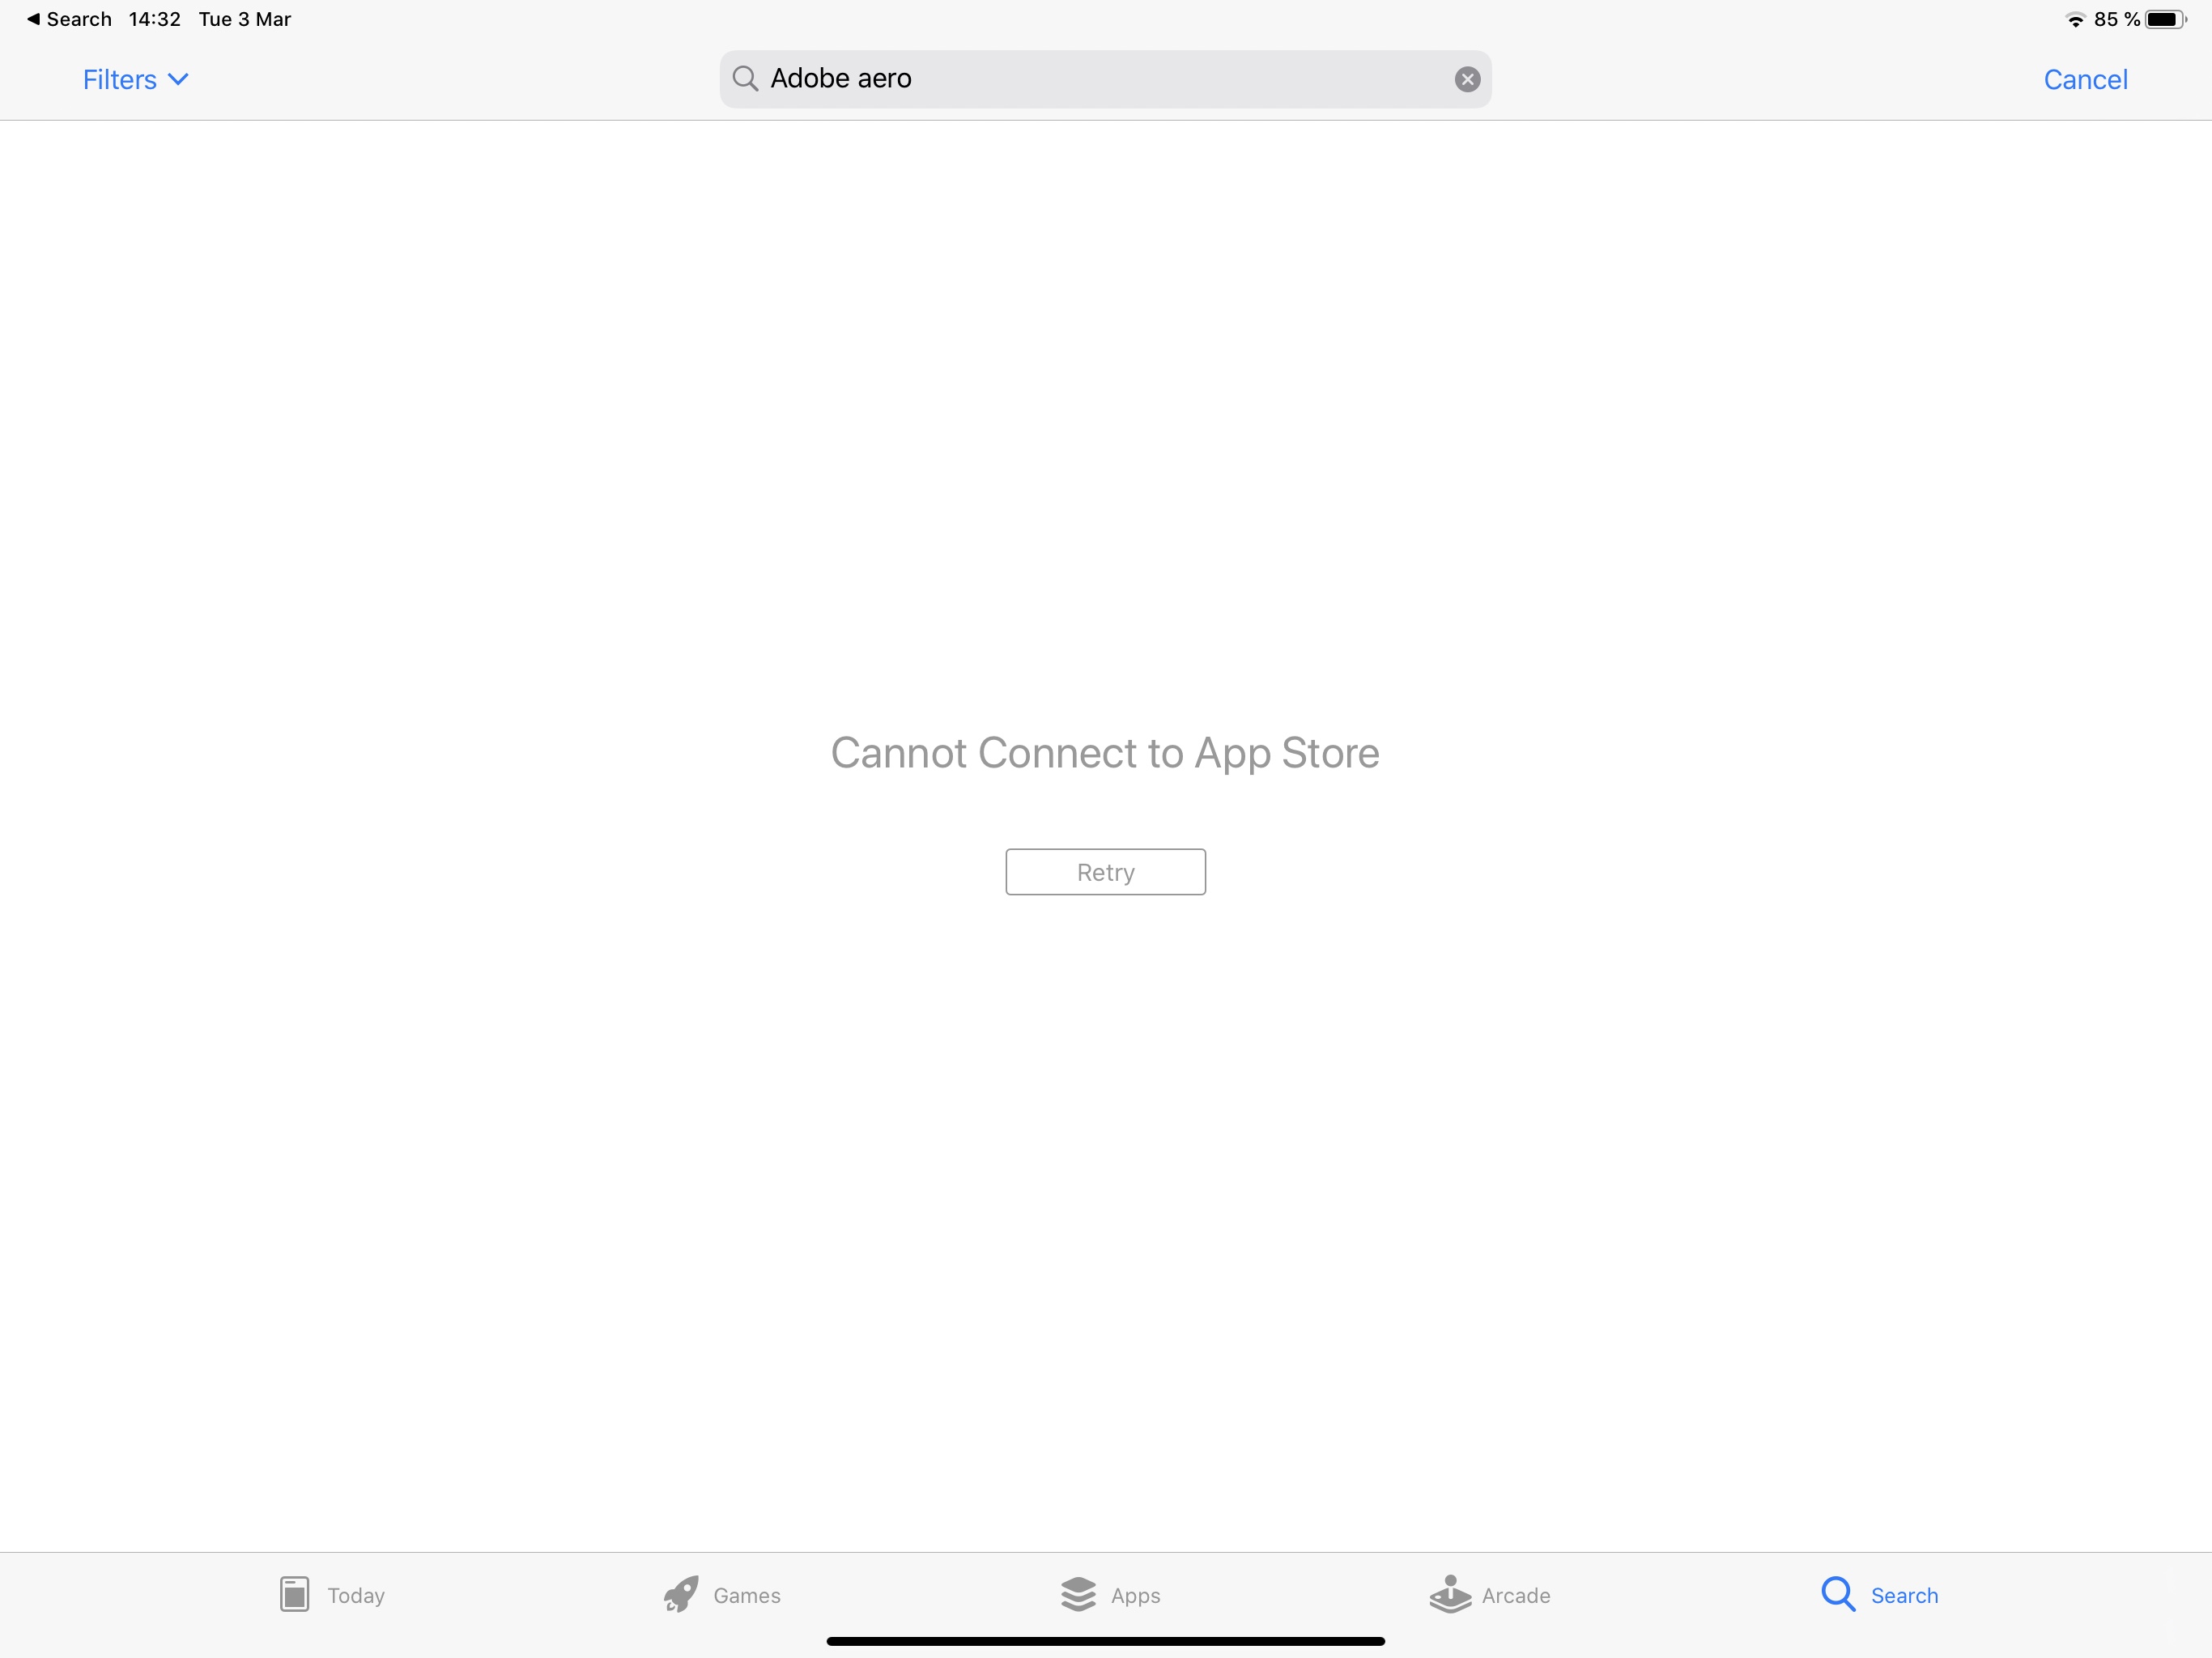 Search 14:32 Tue 3 Mar 85 %
Filters Adobe aero Cancel
Cannot Connect to App Store
Retry
Today Games Apps Arcade Search